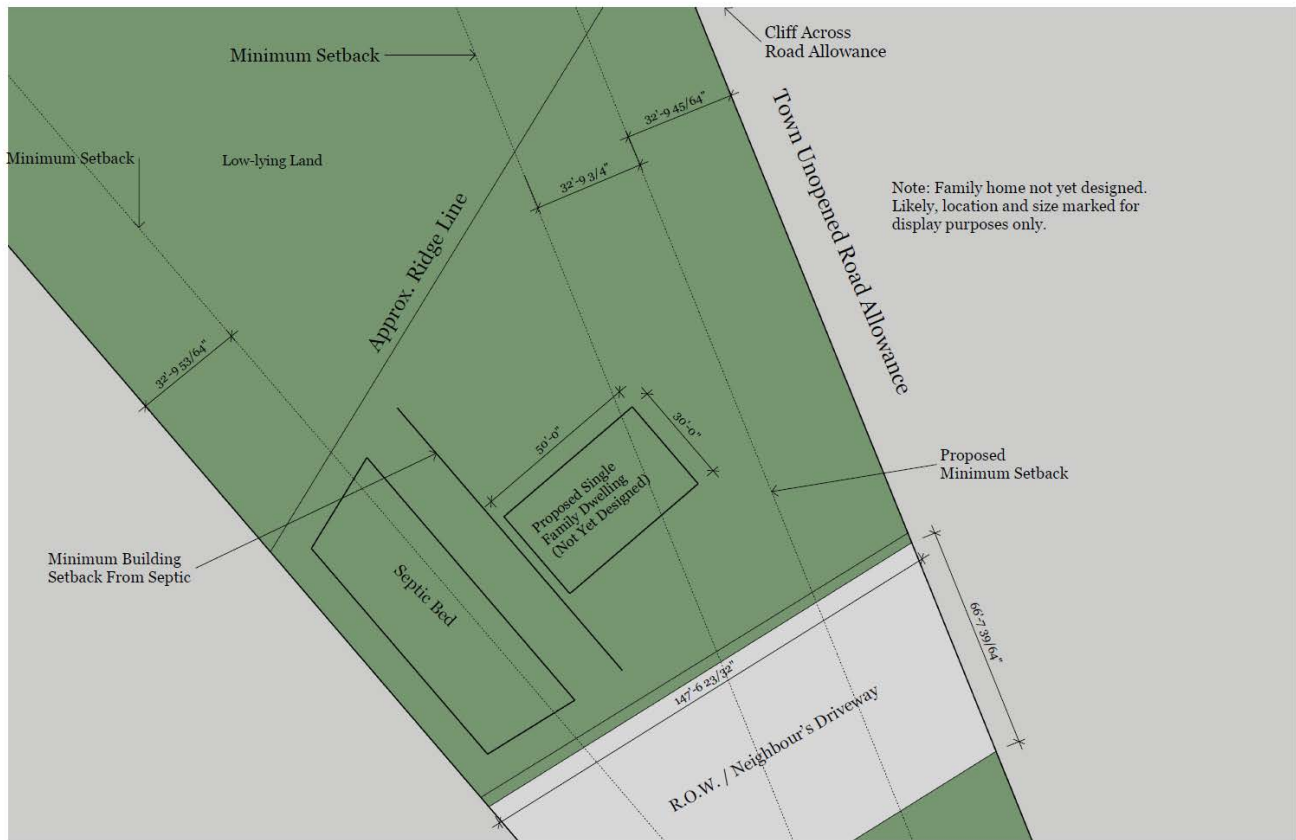 Cliff Across
Road Allowance
Minimum Setback
32'-9 45/64"
Town Unopened Road Allowance
Minimum Setback
Low-lying Land
32'-9 3/4"
Note: Family home not yet designed.
Likely, location and size marked for
display purposes only.
Approx. Ridge Line
32'-9 53/64"
50'-0"
30'-0"
Proposed Single
Family Dwelling
(Not Yet Designed)
Proposed
Minimum Setback
Minimum Building
Setback From Septic
Septic Bed
66'-7 39/64"
147'-6 23/32"
R.O.W. / Neighbour's Driveway